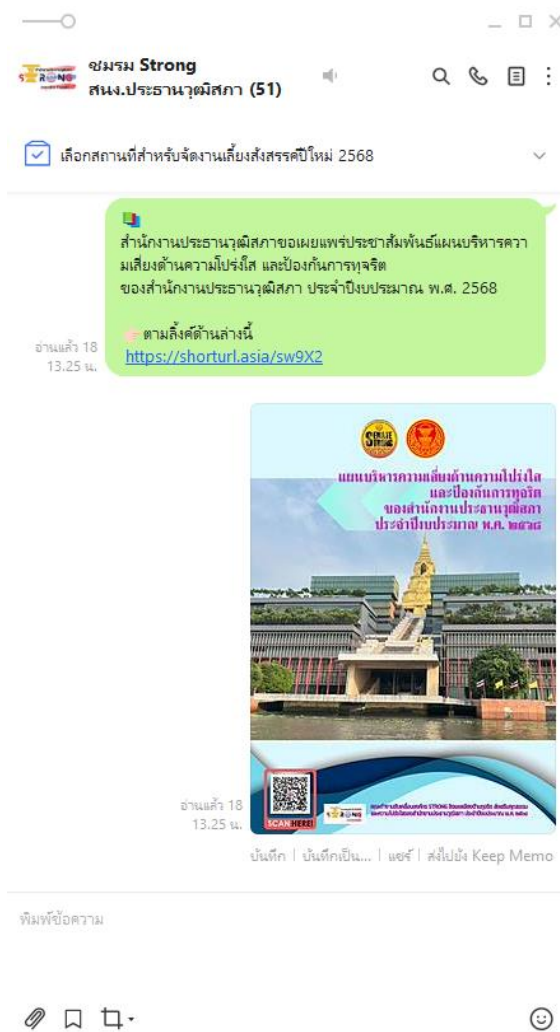 ชมรม Strong
สนง.ประธานวุฒิสภา (51)
เลือกสถานที่สำหรับจัดงานเลี้ยงสังสรรค์ปีใหม่ 2568
สำนักงานประธานวุฒิสภาขอเผยแพร่ประชาสัมพันธ์แผนบริหารควา
มเสี่ยงด้านความโปร่งใส และป้องกันการทุจริต
ของสำนักงานประธานวุฒิสภา ประจำปีงบประมาณ พ.ศ. 2568
ตามลิ้งค์ด้านล่างนี้
https://shorturl.asia/sw9X2
อ่านแล้ว 18
13.25 น.
SENATE
STRONG
แผนบริหารความเสี่ยงด้านความโปร่งใส
และป้องกันการทุจริต
ของสำนักงานประธานวุฒิสภา
ประจำปีงบประมาณ พ.ศ. ๒๕๖๘
SCAN HERE!
STRONG
อ่านแล้ว 18
13.25 น.
บันทึก | บันทึกเป็น... | แชร์ | ส่งไปยัง Keep Memo
พิมพ์ข้อความ